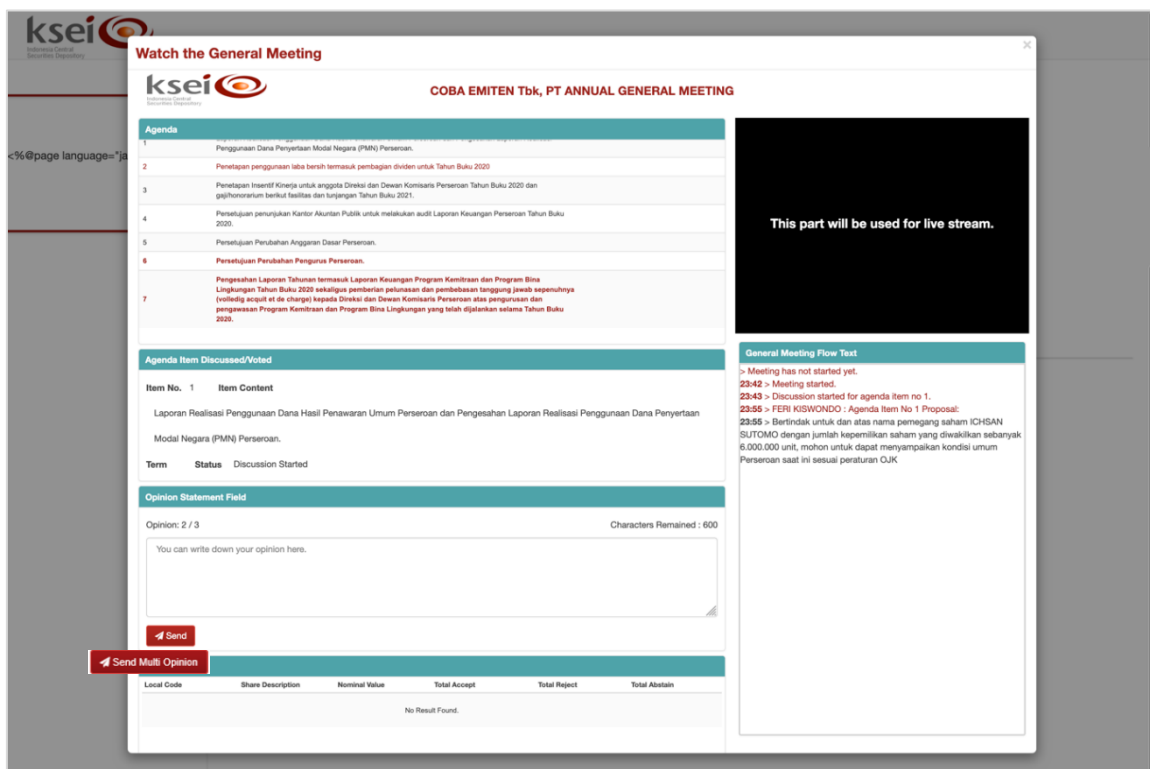 ksei
Indonesia Central
Securities Depository
<%@page language="ja
Watch the General Meeting
×
ksei
Indonesia Central
Securities Depository
COBA EMITEN Tbk, PT ANNUAL GENERAL MEETING
Agenda
1
Penggunaan Dana Penyertaan Modal Negara (PMN) Perseroan.
2 Penetapan penggunaan laba bersih termasuk pembagian dividen untuk Tahun Buku 2020
3 Penetapan Insentif Kinerja untuk anggota Direksi dan Dewan Komisaris Perseroan Tahun Buku 2020 dan
gaji/honorarium berikut fasilitas dan tunjangan Tahun Buku 2021.
4 Persetujuan penunjukan Kantor Akuntan Publik untuk melakukan audit Laporan Keuangan Perseroan Tahun Buku
2020.
5 Persetujuan Perubahan Anggaran Dasar Perseroan.
6 Persetujuan Perubahan Pengurus Perseroan.
7 Pengesahan Laporan Tahunan termasuk Laporan Keuangan Program Kemitraan dan Program Bina
Lingkungan Tahun Buku 2020 sekaligus pemberian pelunasan dan pembebasan tanggung jawab sepenuhnya
(volledig acquit et de charge) kepada Direksi dan Dewan Komisaris Perseroan atas pengurusan dan
pengawasan Program Kemitraan dan Program Bina Lingkungan yang telah dijalankan selama Tahun Buku
2020.
This part will be used for live stream.
Agenda Item Discussed/Voted
Item No. 1 Item Content
Laporan Realisasi Penggunaan Dana Hasil Penawaran Umum Perseroan dan Pengesahan Laporan Realisasi Penggunaan Dana Penyertaan
Modal Negara (PMN) Perseroan.
Term Status Discussion Started
Opinion Statement Field
Opinion: 2 / 3 Characters Remained : 600
You can write down your opinion here.
Send
Send Multi Opinion
Local Code Share Description Nominal Value Total Accept Total Reject Total Abstain
No Result Found.
General Meeting Flow Text
> Meeting has not started yet.
23:42 > Meeting started.
23:43 > Discussion started for agenda item no 1.
23:55 > FERI KISWONDO : Agenda Item No 1 Proposal:
23:55 > Bertindak untuk dan atas nama pemegang saham ICHSAN
SUTOMO dengan jumlah kepemilikan saham yang diwakilkan sebanyak
6.000.000 unit, mohon untuk dapat menyampaikan kondisi umum
Perseroan saat ini sesuai peraturan OJK